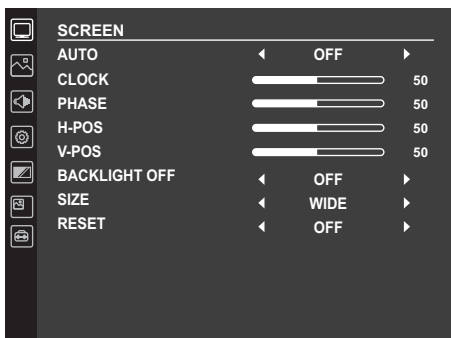 SCREEN
AUTO OFF
CLOCK 50
PHASE 50
H-POS 50
V-POS 50
BACKLIGHT OFF OFF
SIZE WIDE
RESET OFF